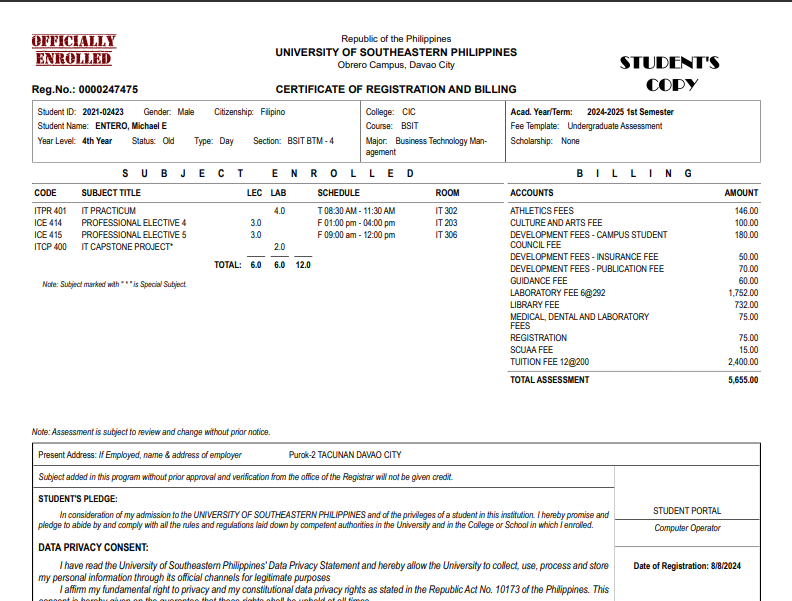 OFFICIALLY
ENROLLED
Republic of the Philippines
UNIVERSITY OF SOUTHEASTERN PHILIPPINES
Obrero Campus, Davao City
STUDENT'S
COPY
Reg.No.: 0000247475
CERTIFICATE OF REGISTRATION AND BILLING
Student ID: 2021-02423 Gender: Male Citizenship: Filipino
Student Name: ENTERO, Michael E
Year Level: 4th Year Status: Old Type: Day Section: BSIT BTM - 4
College: CIC
Course: BSIT
Major: Business Technology Man-
agement
Acad. Year/Term: 2024-2025 1st Semester
Fee Template: Undergraduate Assessment
Scholarship: None
SUBJECT ENROLLED
CODE SUBJECT TITLE LEC LAB SCHEDULE ROOM
ITPR 401 IT PRACTICUM 4.0 T 08:30 AM - 11:30 AM IT 302
ICE 414 PROFESSIONAL ELECTIVE 4 3.0 F 01:00 pm - 04:00 pm IT 203
ICE 415 PROFESSIONAL ELECTIVE 5 3.0 F 09:00 am - 12:00 pm IT 306
ITCP 400 IT CAPSTONE PROJECT* 2.0
TOTAL: 6.0 6.0 12.0
Note: Subject marked with " * " is Special Subject.
BILLING
ACCOUNTS AMOUNT
ATHLETICS FEES 146.00
CULTURE AND ARTS FEE 100.00
DEVELOPMENT FEES - CAMPUS STUDENT 180.00
COUNCIL FEE
DEVELOPMENT FEES - INSURANCE FEE 50.00
DEVELOPMENT FEES - PUBLICATION FEE 70.00
GUIDANCE FEE 60.00
LABORATORY FEE 6@292 1,752.00
LIBRARY FEE 732.00
MEDICAL, DENTAL AND LABORATORY 75.00
FEES
REGISTRATION 75.00
SCUAA FEE 15.00
TUITION FEE 12@200 2,400.00
TOTAL ASSESSMENT 5,655.00
Note: Assessment is subject to review and change without prior notice.
Present Address: If Employed, name & address of employer Purok-2 TACUNAN DAVAO CITY
Subject added in this program without prior approval and verification from the office of the Registrar will not be given credit.
STUDENT'S PLEDGE:
In consideration of my admission to the UNIVERSITY OF SOUTHEASTERN PHILIPPINES and of the privileges of a student in this institution. I hereby promise and
pledge to abide by and comply with all the rules and regulations laid down by competent authorities in the University and in the College or School in which I enrolled.
DATA PRIVACY CONSENT:
I have read the University of Southeastern Philippines' Data Privacy Statement and hereby allow the University to collect, use, process and store
my personal information through its official channels for legitimate purposes
I affirm my fundamental right to privacy and my constitutional data privacy rights as stated in the Republic Act No. 10173 of the Philippines. This
consent is hereby given on the guarantee that these rights shall be upheld at all times.
STUDENT PORTAL
Computer Operator
Date of Registration: 8/8/2024